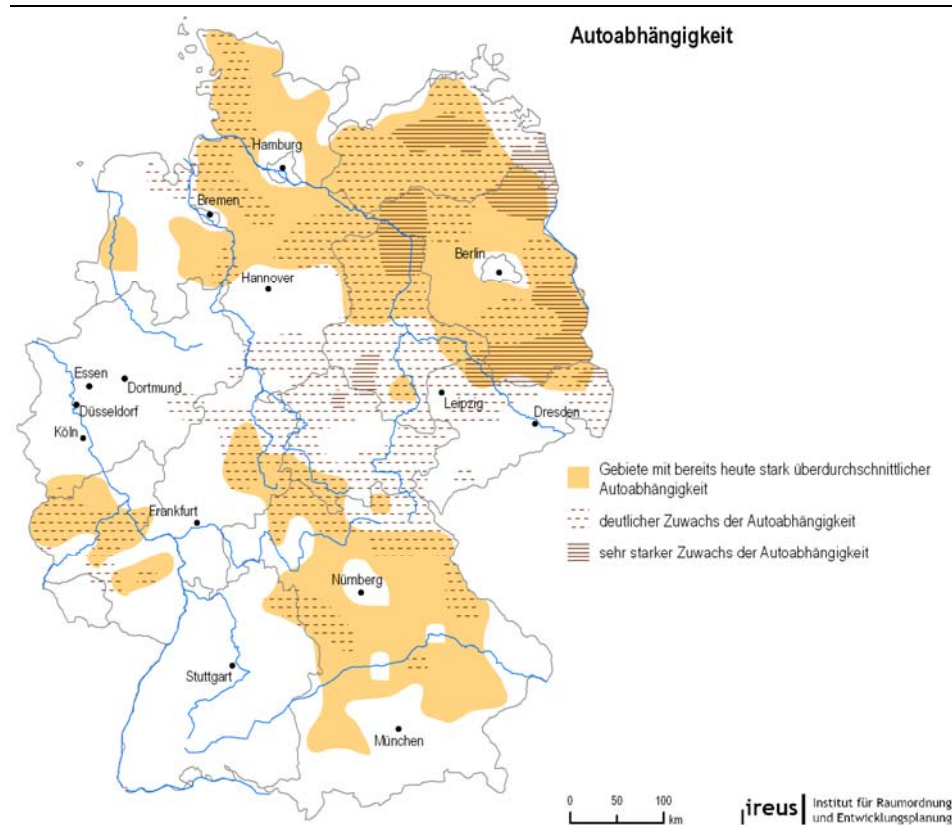 Autoabhängigkeit
Hamburg
Bremen
Berlin
Hannover
Essen
Dortmund
Düsseldorf
Köln
Leipzig
Dresden
Frankfurt
Nürnberg
Stuttgart
München
Gebiete mit bereits heute stark überdurchschnittlicher
Autoabhängigkeit
deutlicher Zuwachs der Autoabhängigkeit
sehr starker Zuwachs der Autoabhängigkeit
0 50 100
km
ireus
Institut für Raumordnung
und Entwicklungsplanung